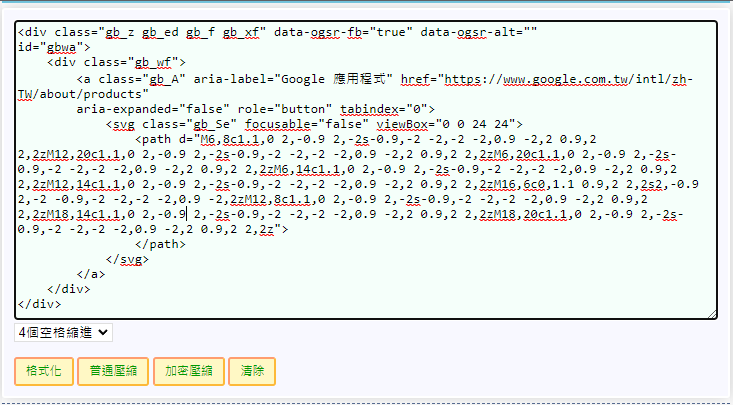 <div class="gb_z gb_ed gb_f gb_xf" data-ogsr-fb="true" data-ogsr-alt=""
id="gbwa">
    <div class="gb_wf">
        <a class="gb_A" aria-label="Google 應用程式" href="https://www.google.com.tw/intl/zh-
TW/about/products"
        aria-expanded="false" role="button" tabindex="0">
            <svg class="gb_Se" focusable="false" viewBox="0 0 24 24">
                <path d="M6,8c1.1,0 2,-0.9 2,-2s-0.9,-2 -2,-2 -2,0.9 -2,2 0.9,2
2,2zM12,20c1.1,0 2,-0.9 2,-2s-0.9,-2 -2,-2 -2,0.9 -2,2 0.9,2 2,2zM6,20c1.1,0 2,-0.9 2,-2s-
0.9,-2 -2,-2 -2,0.9 -2,2 0.9,2 2,2zM6,14c1.1,0 2,-0.9 2,-2s-0.9,-2 -2,-2 -2,0.9 -2,2 0.9,2
2,2zM12,14c1.1,0 2,-0.9 2,-2s-0.9,-2 -2,-2 -2,0.9 -2,2 0.9,2 2,2zM16,6c0,1.1 0.9,2 2,2s2,-0.9
2,-2 -0.9,-2 -2,-2 -2,0.9 -2,2zM12,8c1.1,0 2,-0.9 2,-2s-0.9,-2 -2,-2 -2,0.9 -2,2 0.9,2
2,2zM18,14c1.1,0 2,-0.9 2,-2s-0.9,-2 -2,-2 -2,0.9 -2,2 0.9,2 2,2zM18,20c1.1,0 2,-0.9 2,-2s-
0.9,-2 -2,-2 -2,0.9 -2,2 0.9,2 2,2z">
                </path>
            </svg>
        </a>
    </div>
</div>
4個空格縮進
格式化 普通壓縮 加密壓縮 清除